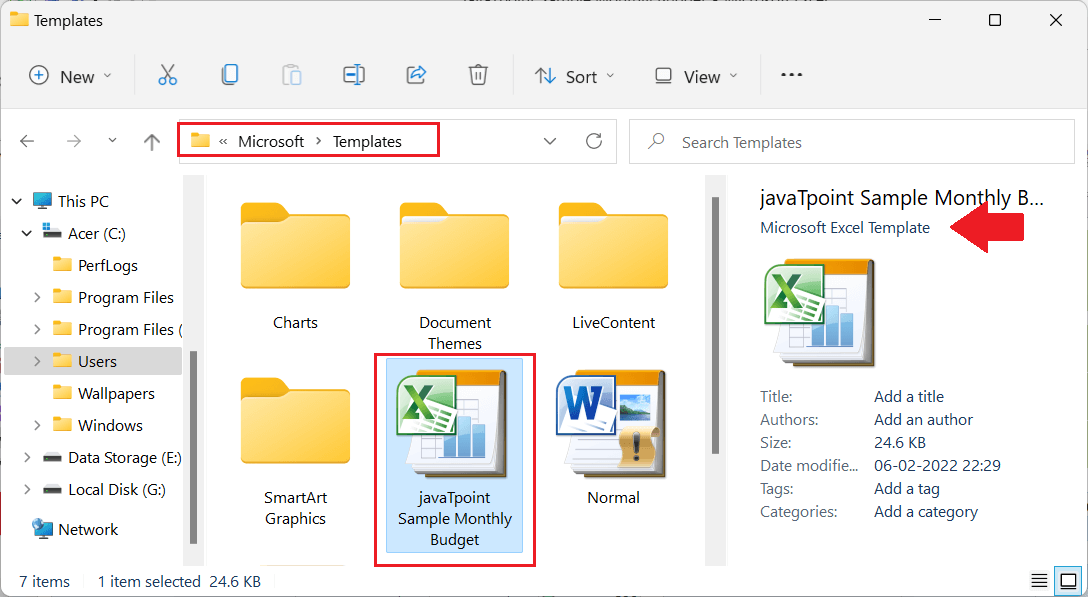 Templates
New
Sort
View
« Microsoft > Templates
Search Templates
This PC
Acer (C:)
PerfLogs
Program Files
Program Files (
Users
Wallpapers
Windows
Data Storage (E:)
Local Disk (G:)
Network
Charts
Document
Themes
LiveContent
SmartArt
Graphics
javaTpoint
Sample Monthly
Budget
Normal
javaTpoint Sample Monthly B...
Microsoft Excel Template
Title: Add a title
Authors: Add an author
Size: 24.6 KB
Date modifie... 06-02-2022 22:29
Tags: Add a tag
Categories: Add a category
7 items 1 item selected 24.6 KB